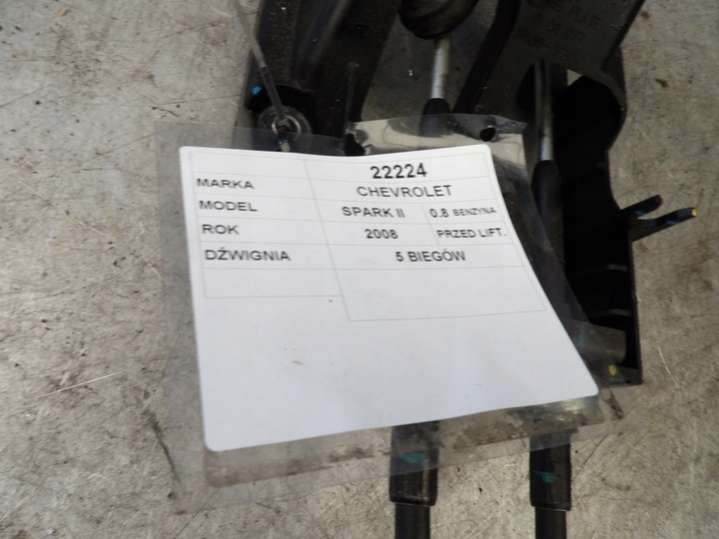 22224
MARKA CHEVROLET
MODEL SPARK II 0.8 BENZYNA
ROK 2008 PRZED LIFT.
DŹWIGNIA 5 BIEGÓW